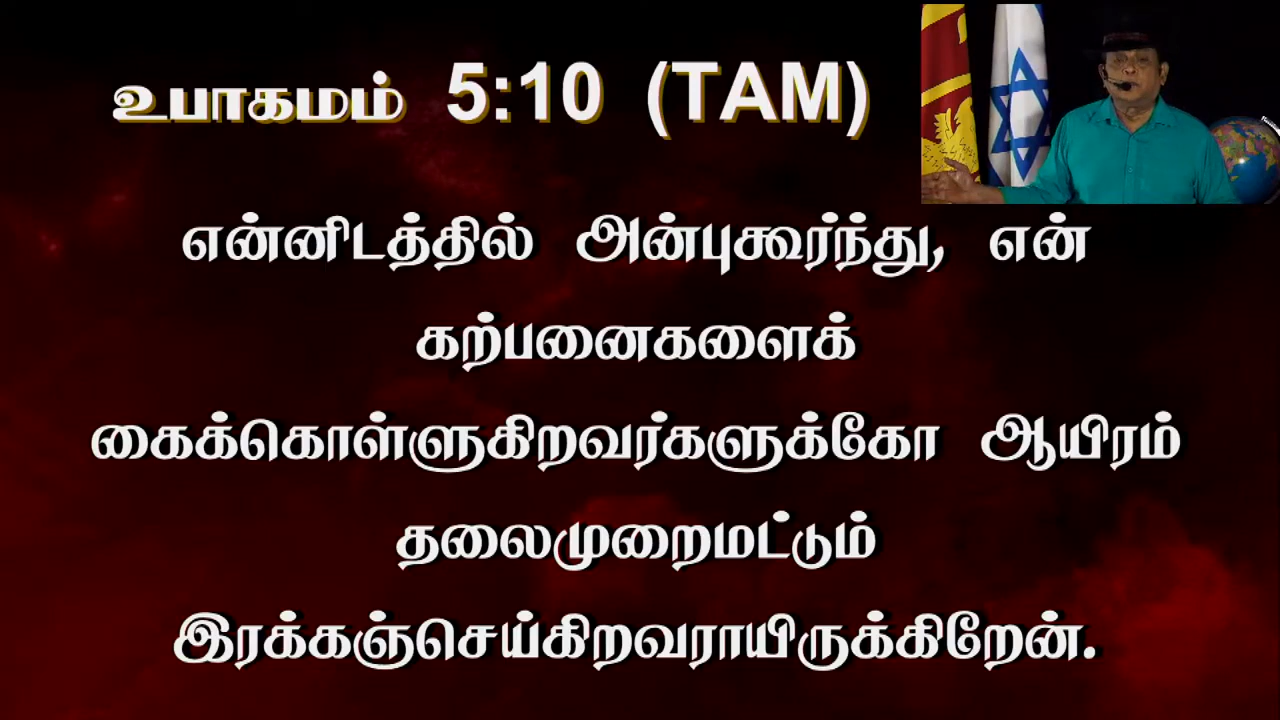 உபாகமம் 5:10 (TAM)
என்னிடத்தில் அன்புகூர்ந்து, என்
கற்பனைகளைக்
கைக்கொள்ளுகிறவர்களுக்கோ ஆயிரம்
தலைமுறைமட்டும்
இரக்கஞ்செய்கிறவராயிருக்கிறேன்.